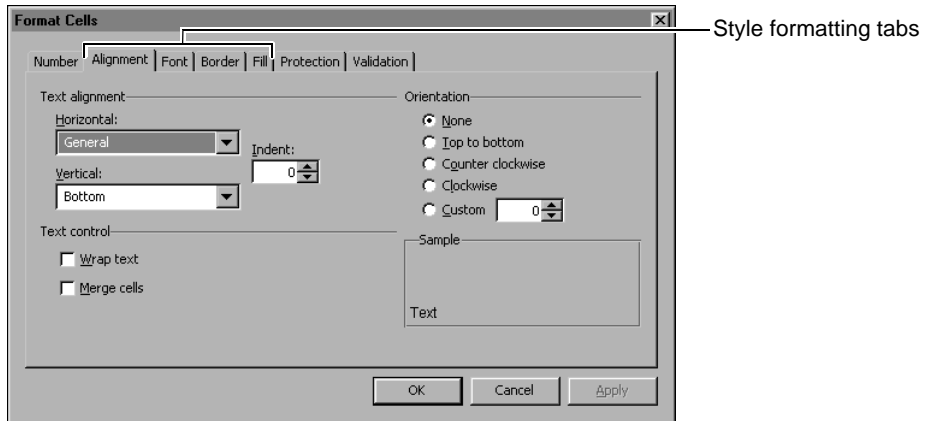 Format Cells
Style formatting tabs
Number Alignment Font Border Fill Protection Validation
Text alignment
Horizontal:
General
Indent:
0
Vertical:
Bottom
Text control
Wrap text
Merge cells
Orientation
None
Top to bottom
Counter clockwise
Clockwise
Custom 0
Sample
Text
OK Cancel Apply